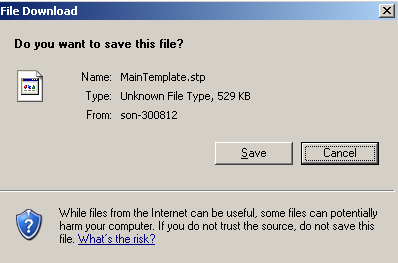 File Download
Do you want to save this file?
Name: MainTemplate.stp
Type: Unknown File Type, 529 KB
From: son-300812
Save Cancel
While files from the Internet can be useful, some files can potentially
harm your computer. If you do not trust the source, do not save this
file. What's the risk?